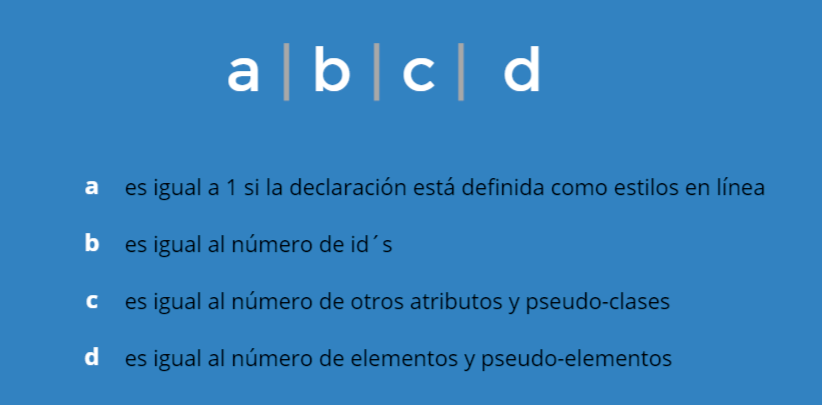 a | b | c | d
a es igual a 1 si la declaración está definida como estilos en línea
b es igual al número de id´s
c es igual al número de otros atributos y pseudo-clases
d es igual al número de elementos y pseudo-elementos